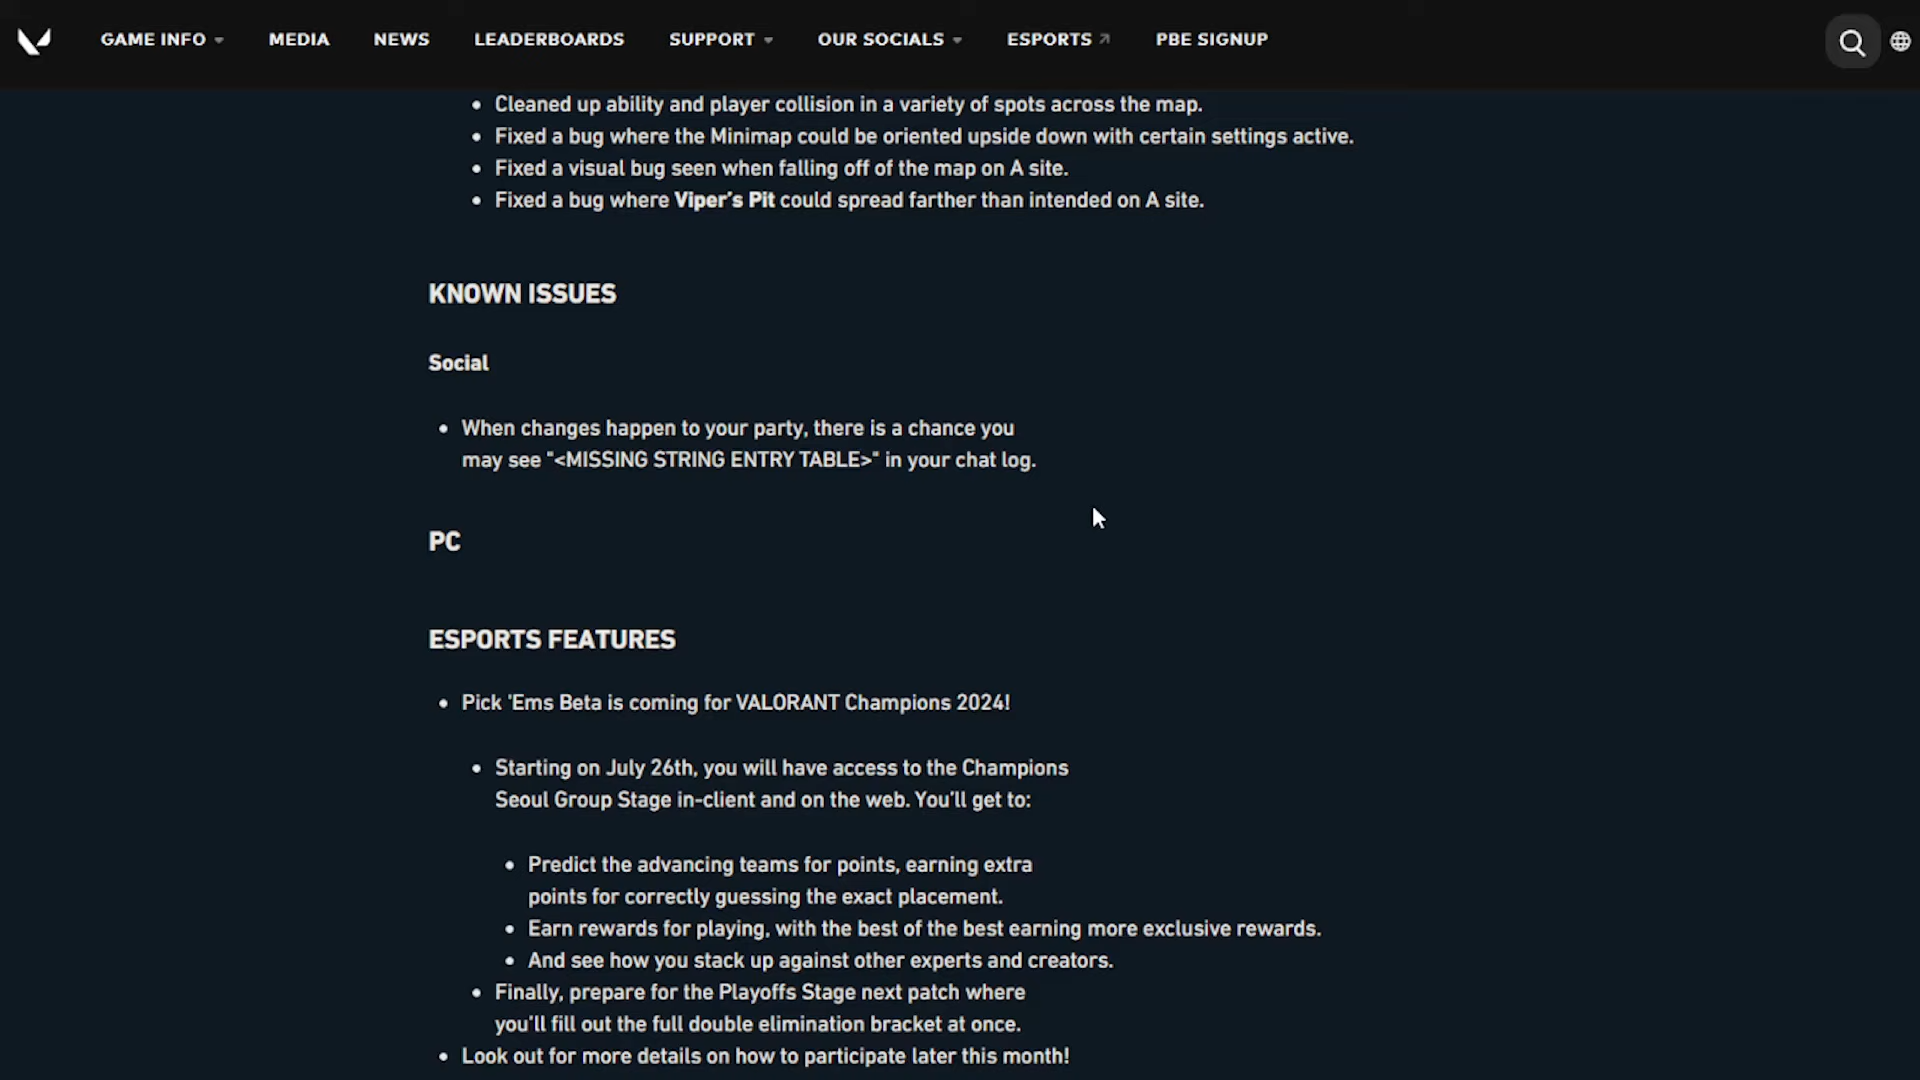 GAME INFO MEDIA NEWS LEADERBOARDS SUPPORT OUR SOCIALS ESPORTS PBE SIGNUP
• Cleaned up ability and player collision in a variety of spots across the map.
• Fixed a bug where the Minimap could be oriented upside down with certain settings active.
• Fixed a visual bug seen when falling off of the map on A site.
• Fixed a bug where Viper’s Pit could spread farther than intended on A site.
KNOWN ISSUES
Social
• When changes happen to your party, there is a chance you
may see "<MISSING STRING ENTRY TABLE>" in your chat log.
PC
ESPORTS FEATURES
• Pick 'Ems Beta is coming for VALORANT Champions 2024!
• Starting on July 26th, you will have access to the Champions
Seoul Group Stage in-client and on the web. You’ll get to:
• Predict the advancing teams for points, earning extra
points for correctly guessing the exact placement.
• Earn rewards for playing, with the best of the best earning more exclusive rewards.
• And see how you stack up against other experts and creators.
• Finally, prepare for the Playoffs Stage next patch where
you’ll fill out the full double elimination bracket at once.
• Look out for more details on how to participate later this month!